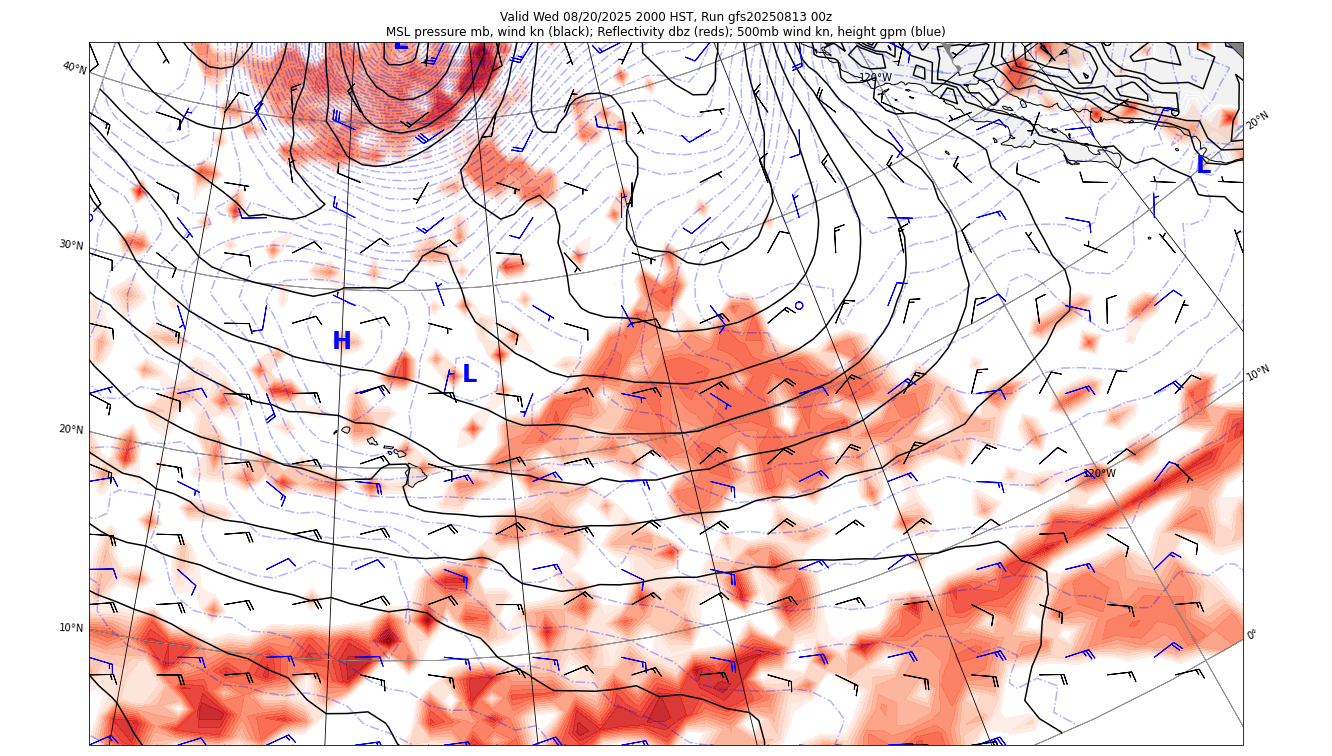 Valid Wed 08/20/2025 2000 HST, Run gfs20250813 00z
MSL pressure mb, wind kn (black); Reflectivity dbz (reds); 500mb wind kn, height gpm (blue)
L
40°N
120°W
20°N
L
30°N
H
L
10°N
20°N
120°W
10°N
0°